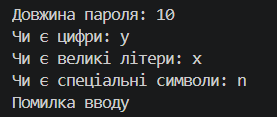 Довжина пароля: 10
Чи є цифри: y
Чи є великі літери: x
Чи є спеціальні символи: n
Помилка вводу